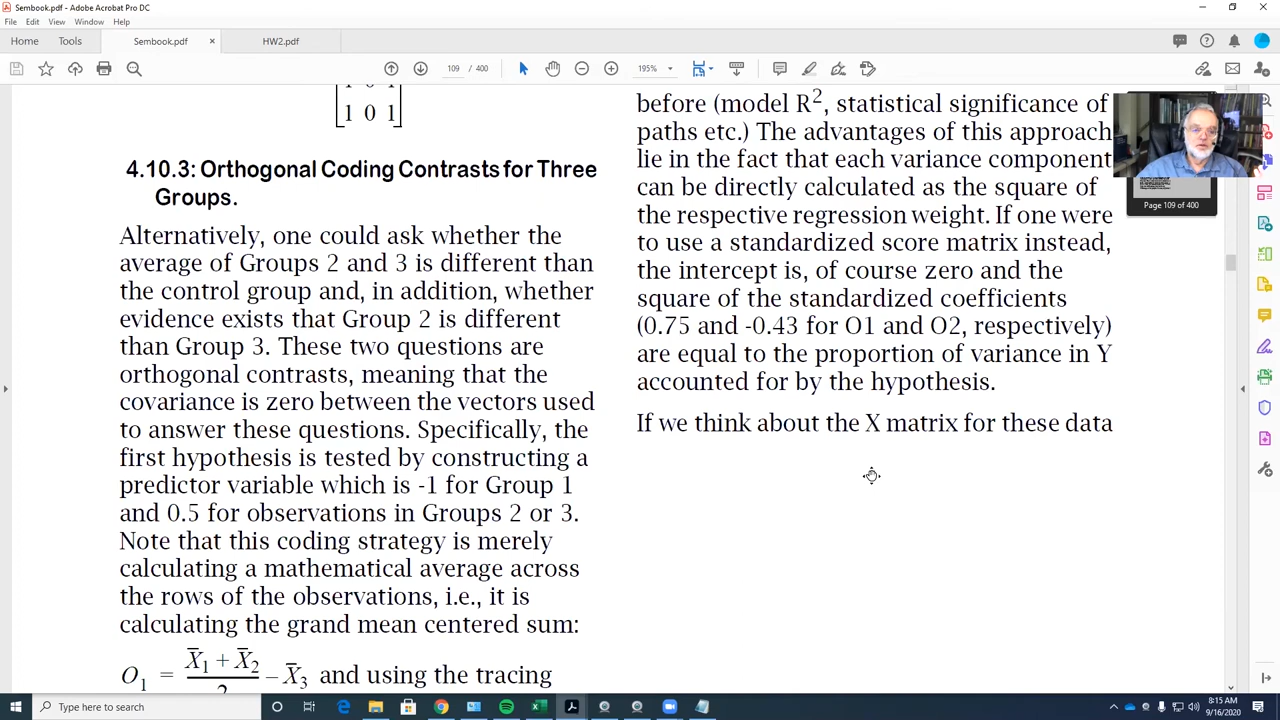 Sembook.pdf - Adobe Acrobat Pro DC
File Edit View Window Help
Home Tools Sembook.pdf × HW2.pdf
109 / 400 195%
1 0 1
4.10.3: Orthogonal Coding Contrasts for Three
Groups.
Alternatively, one could ask whether the
average of Groups 2 and 3 is different than
the control group and, in addition, whether
evidence exists that Group 2 is different
than Group 3. These two questions are
orthogonal contrasts, meaning that the
covariance is zero between the vectors used
to answer these questions. Specifically, the
first hypothesis is tested by constructing a
predictor variable which is -1 for Group 1
and 0.5 for observations in Groups 2 or 3.
Note that this coding strategy is merely
calculating a mathematical average across
the rows of the observations, i.e., it is
calculating the grand mean centered sum:
O₁ = X̄₁ + X̄₂ / 2 − X̄₃ and using the tracing
before (model R², statistical significance of
paths etc.) The advantages of this approach
lie in the fact that each variance component
can be directly calculated as the square of
the respective regression weight. If one were
to use a standardized score matrix instead,
the intercept is, of course zero and the
square of the standardized coefficients
(0.75 and -0.43 for O1 and O2, respectively)
are equal to the proportion of variance in Y
accounted for by the hypothesis.
If we think about the X matrix for these data
Page 109 of 400
Type here to search
8:15 AM
9/16/2020